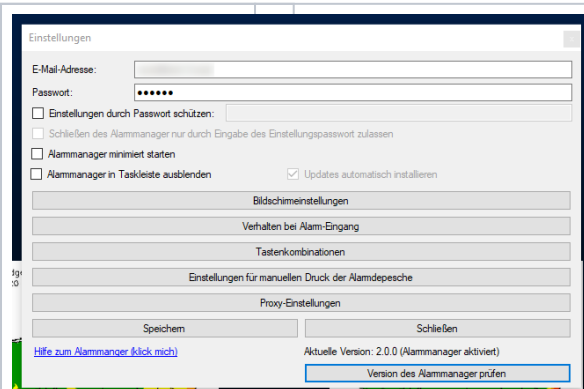 Einstellungen
E-Mail-Adresse:
Passwort: ●●●●●●
Einstellungen durch Passwort schützen:
Schließen des Alarmmanager nur durch Eingabe des Einstellungspasswort zulassen
Alarmmanager minimiert starten
Alarmmanager in Taskleiste ausblenden Updates automatisch installieren
Bildschirmeinstellungen
Verhalten bei Alarm-Eingang
Tastenkombinationen
Einstellungen für manuellen Druck der Alarmdepesche
Proxy-Einstellungen
Speichern Schließen
Hilfe zum Alarmmanger (klick mich) Aktuelle Version: 2.0.0 (Alarmmanager aktiviert)
Version des Alarmmanager prüfen